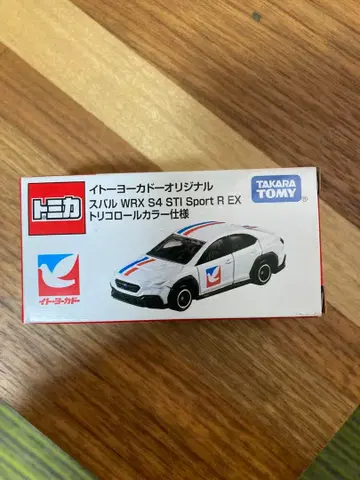 トミカ
イトーヨーカドーオリジナル
スバル WRX S4 STI Sport R EX
トリコロールカラー仕様
TAKARA
TOMY
®
イトーヨーカドー